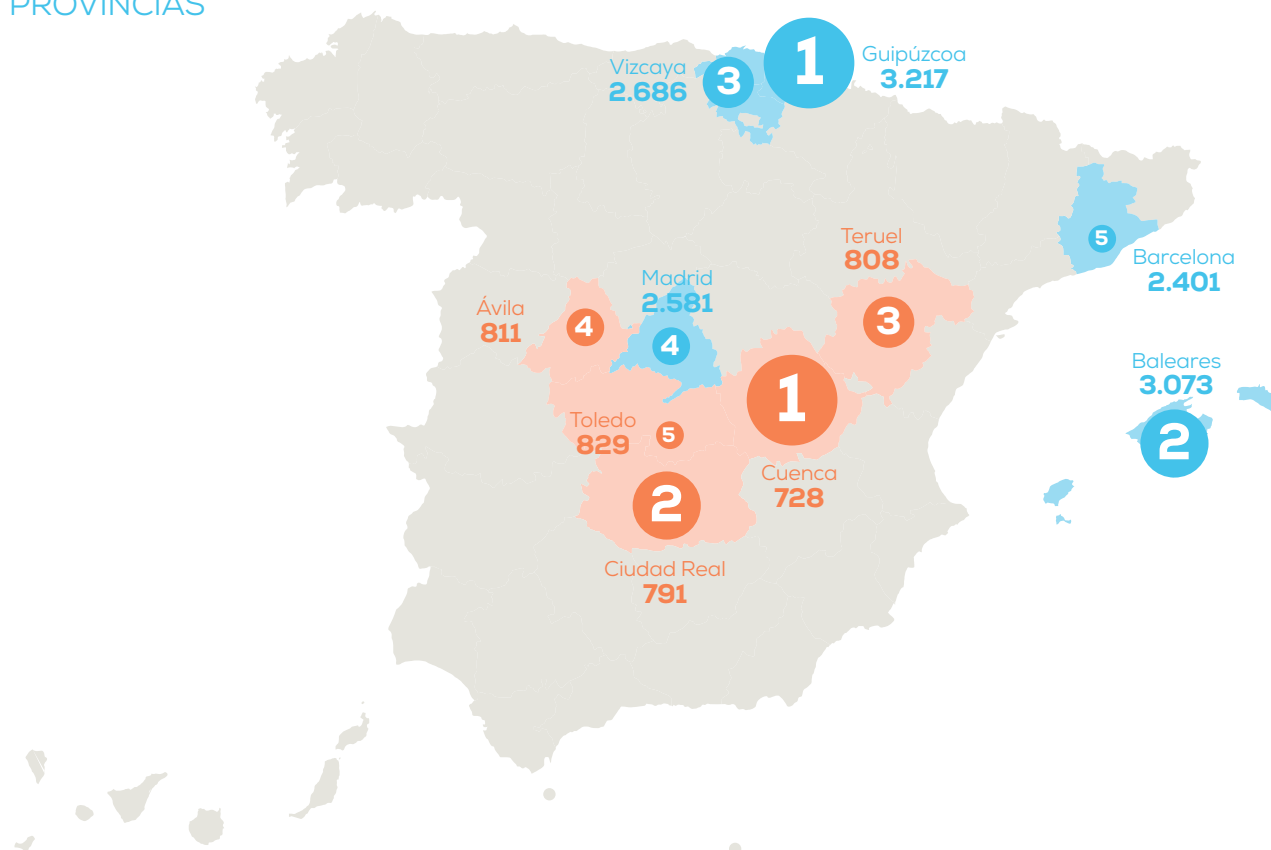 PROVINCIAS
Vizcaya
2.686
3
1
Guipúzcoa
3.217
5
Barcelona
2.401
Teruel
808
3
Madrid
2.581
4
Ávila
811
4
Baleares
3.073
2
1
Cuenca
728
Toledo
829
5
2
Ciudad Real
791